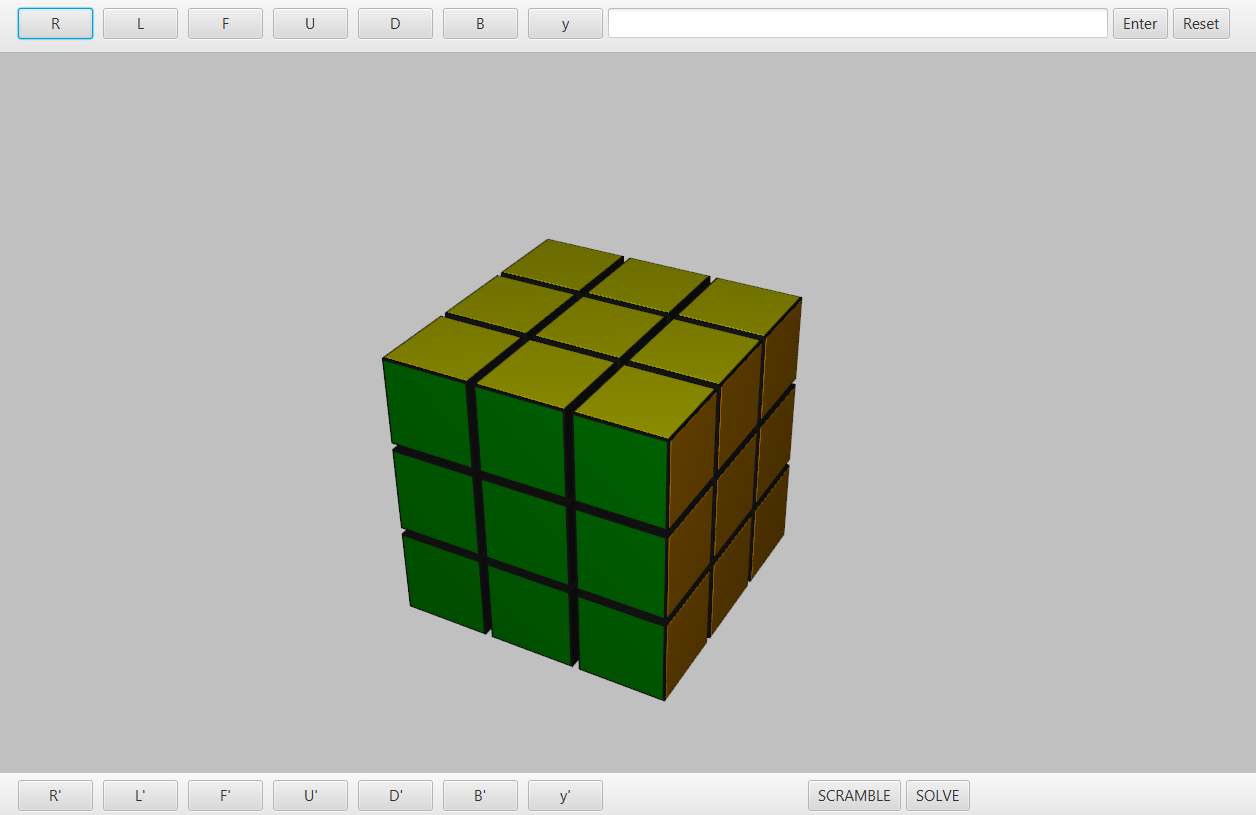 R L F U D B y Enter Reset
R' L' F' U' D' B' y' SCRAMBLE SOLVE